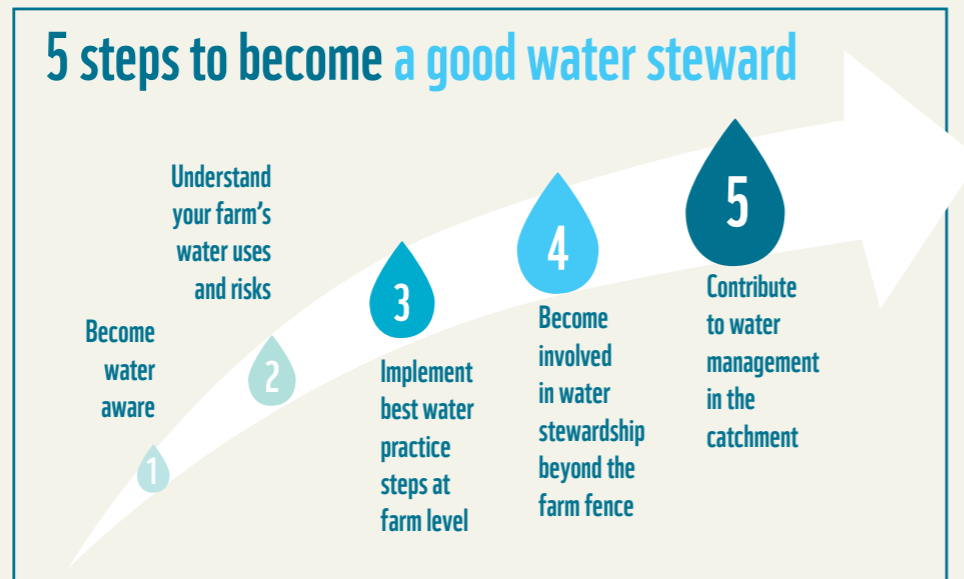 5 steps to become a good water steward
1
Become
water
aware
2
Understand
your farm's
water uses
and risks
3
Implement
best water
practice
steps at
farm level
4
Become
involved
in water
stewardship
beyond the
farm fence
5
Contribute
to water
management
in the
catchment